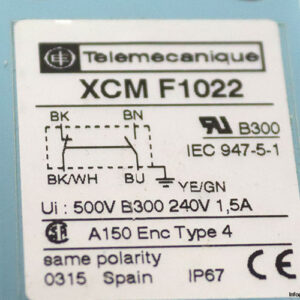 Telemecanique
XCM F1022
BK BN
B300
IEC 947-5-1
BK/WH BU YE/GN
Ui : 500V B300 240V 1,5A
A150 Enc Type 4
same polarity
0315 Spain IP67 CE